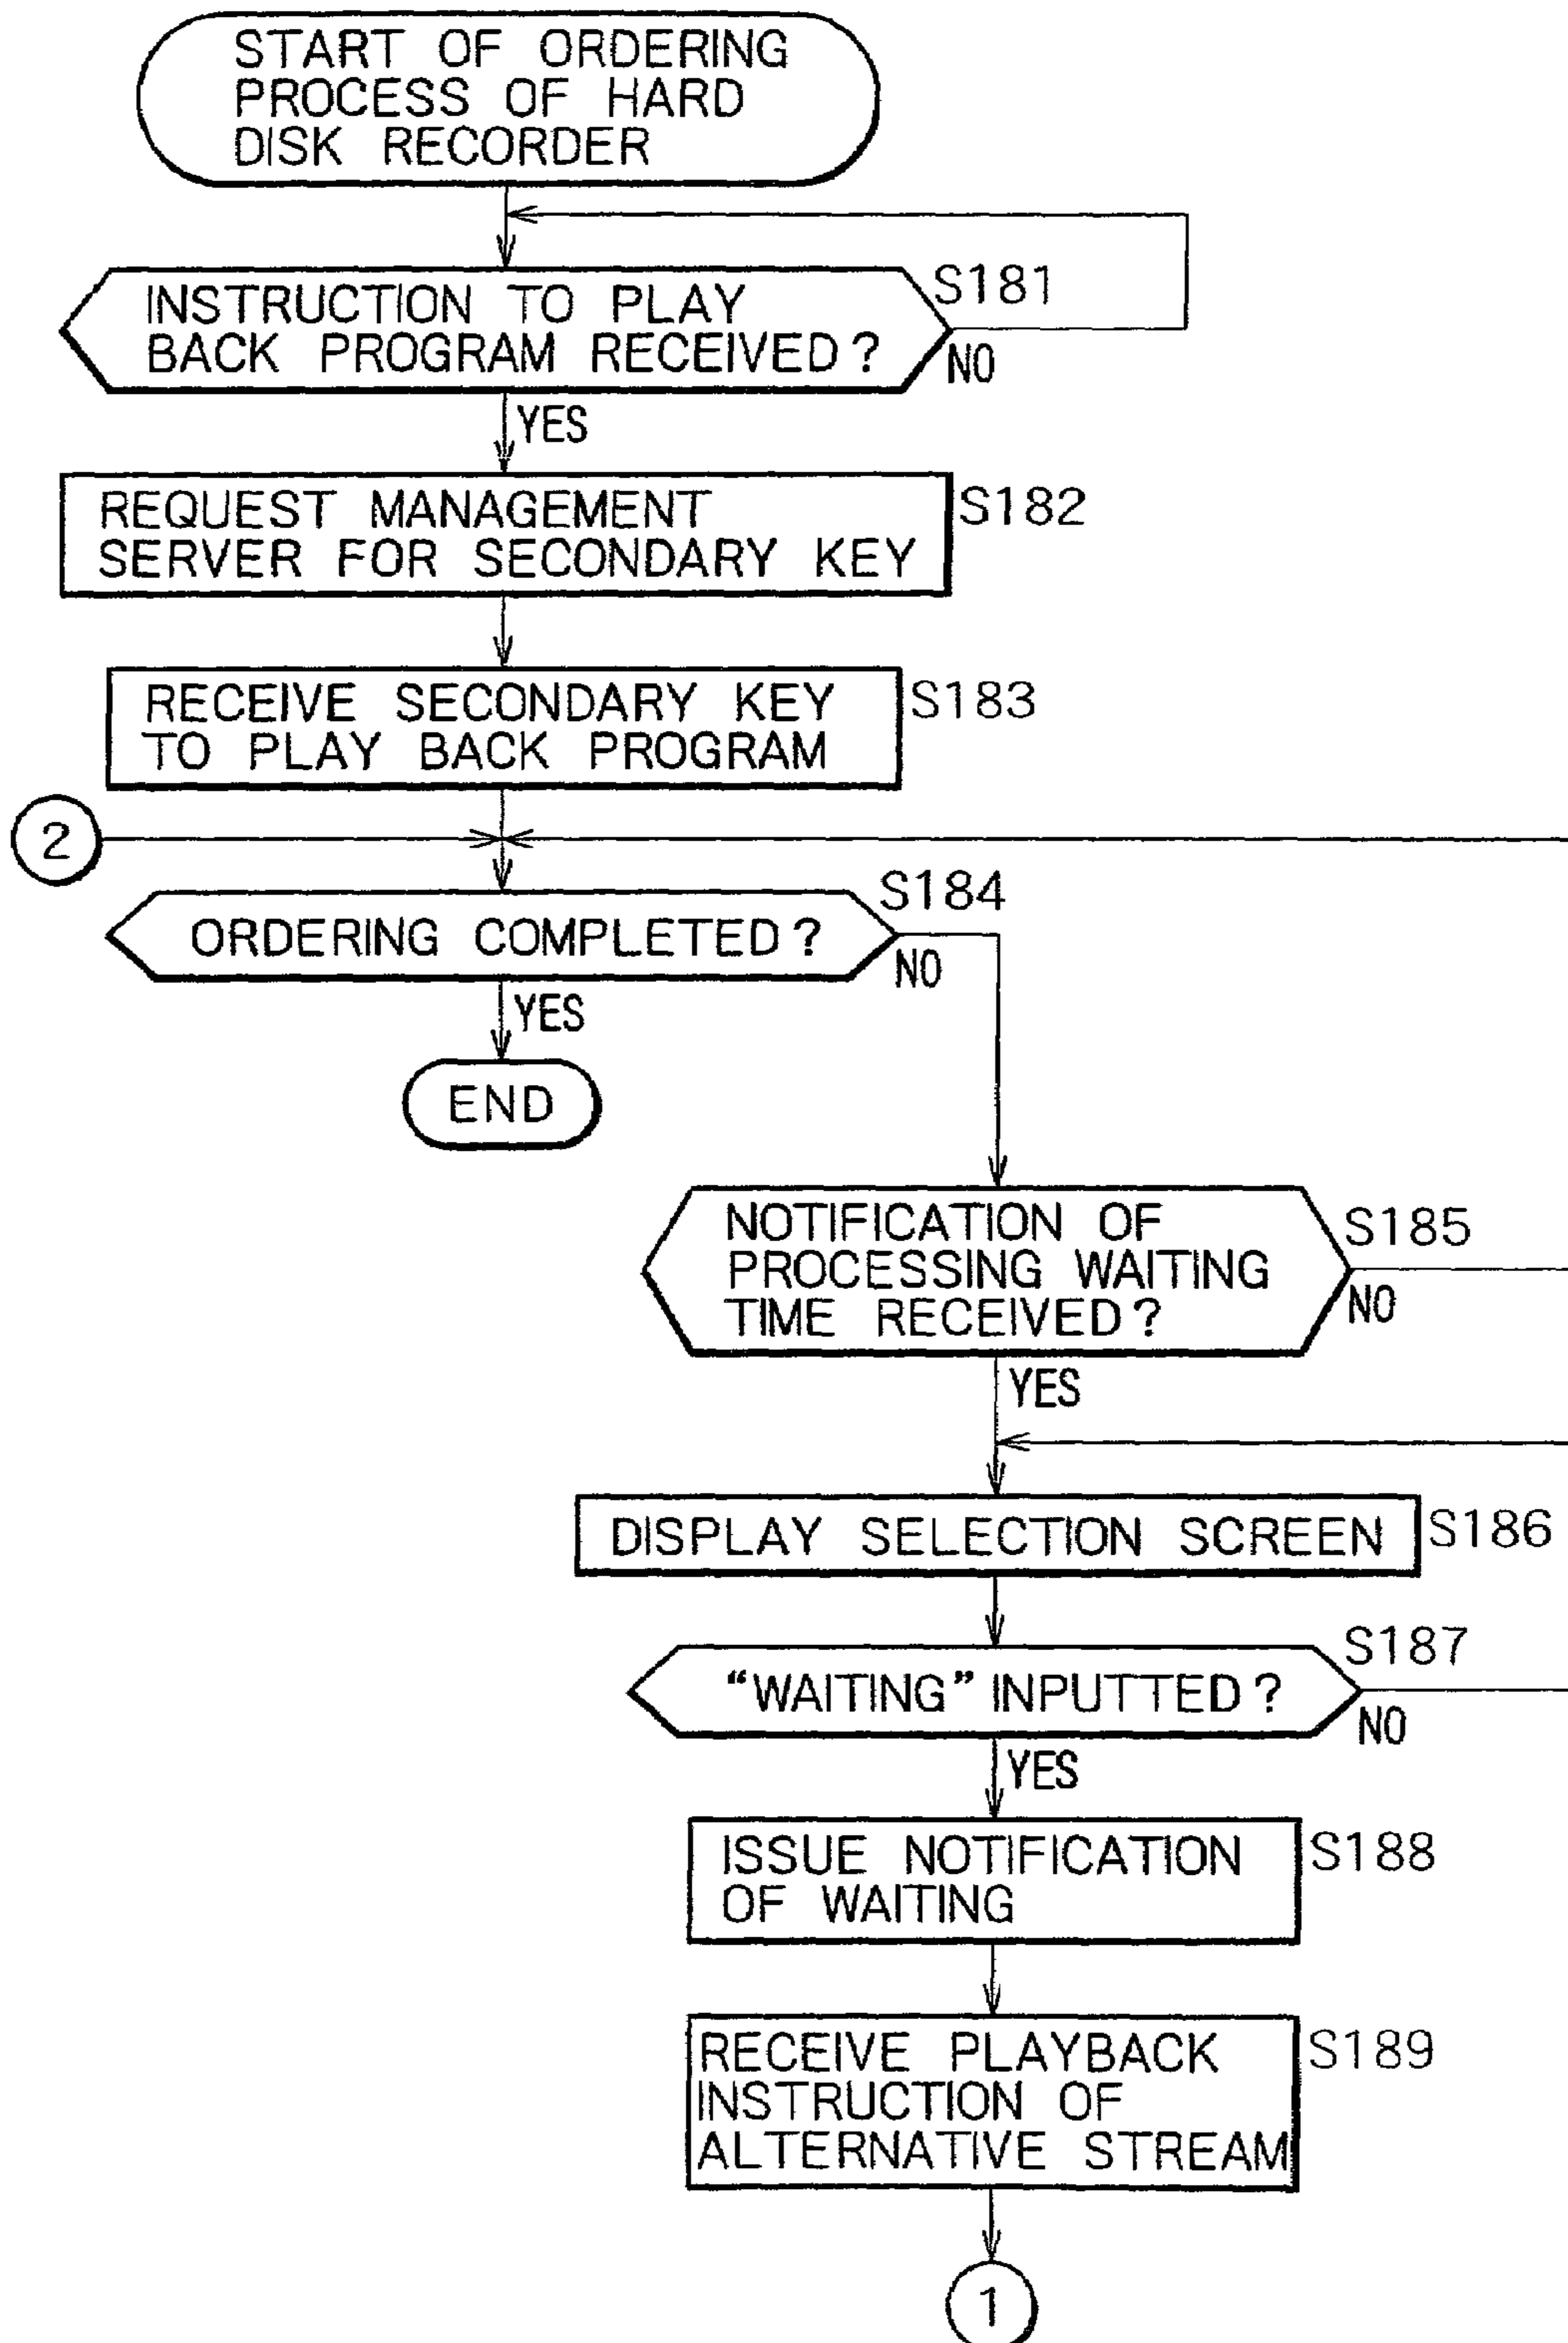 START OF ORDERING
PROCESS OF HARD
DISK RECORDER
S181
INSTRUCTION TO PLAY
BACK PROGRAM RECEIVED?
NO
YES
REQUEST MANAGEMENT
SERVER FOR SECONDARY KEY
S182
RECEIVE SECONDARY KEY
TO PLAY BACK PROGRAM
S183
2
S184
ORDERING COMPLETED?
NO
YES
END
NOTIFICATION OF
PROCESSING WAITING
TIME RECEIVED?
S185
NO
YES
DISPLAY SELECTION SCREEN
S186
S187
“WAITING” INPUTTED?
NO
YES
ISSUE NOTIFICATION
OF WAITING
S188
RECEIVE PLAYBACK
INSTRUCTION OF
ALTERNATIVE STREAM
S189
1